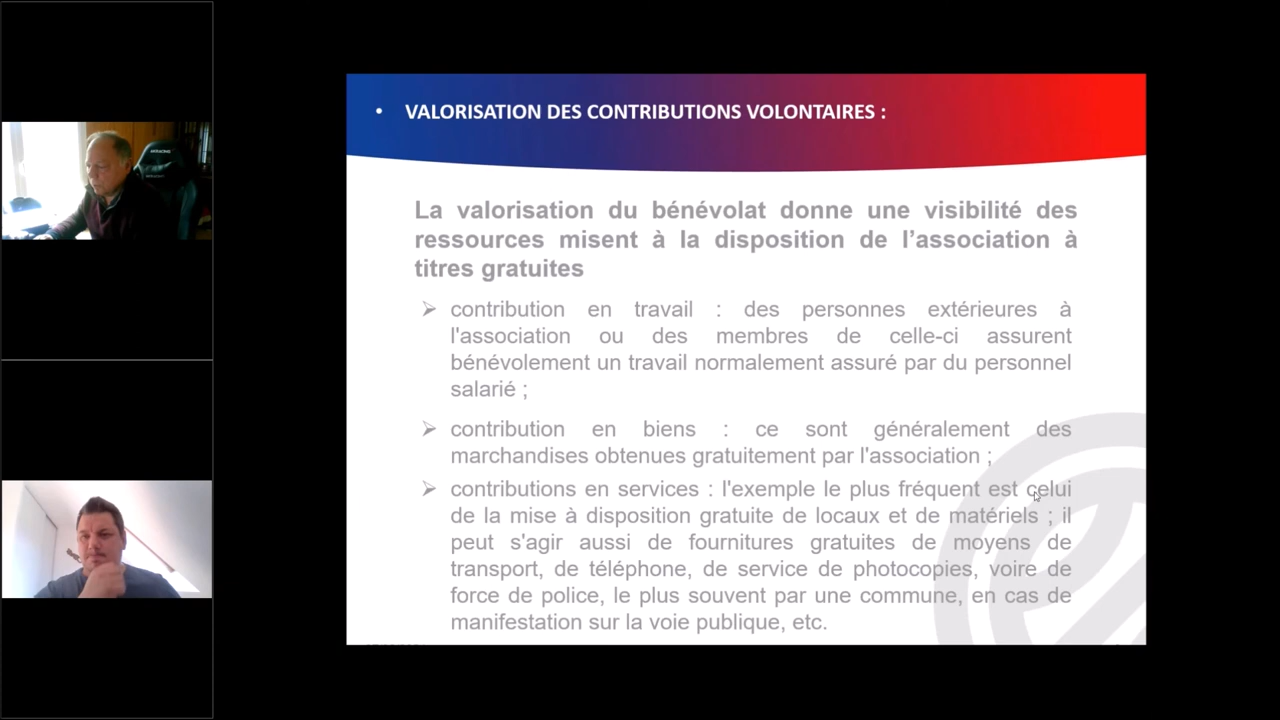 • VALORISATION DES CONTRIBUTIONS VOLONTAIRES :
La valorisation du bénévolat donne une visibilité des
ressources misent à la disposition de l’association à
titres gratuites
➢ contribution en travail : des personnes extérieures à
l'association ou des membres de celle-ci assurent
bénévolement un travail normalement assuré par du personnel
salarié ;
➢ contribution en biens : ce sont généralement des
marchandises obtenues gratuitement par l'association ;
➢ contributions en services : l'exemple le plus fréquent est celui
de la mise à disposition gratuite de locaux et de matériels ; il
peut s'agir aussi de fournitures gratuites de moyens de
transport, de téléphone, de service de photocopies, voire de
force de police, le plus souvent par une commune, en cas de
manifestation sur la voie publique, etc.